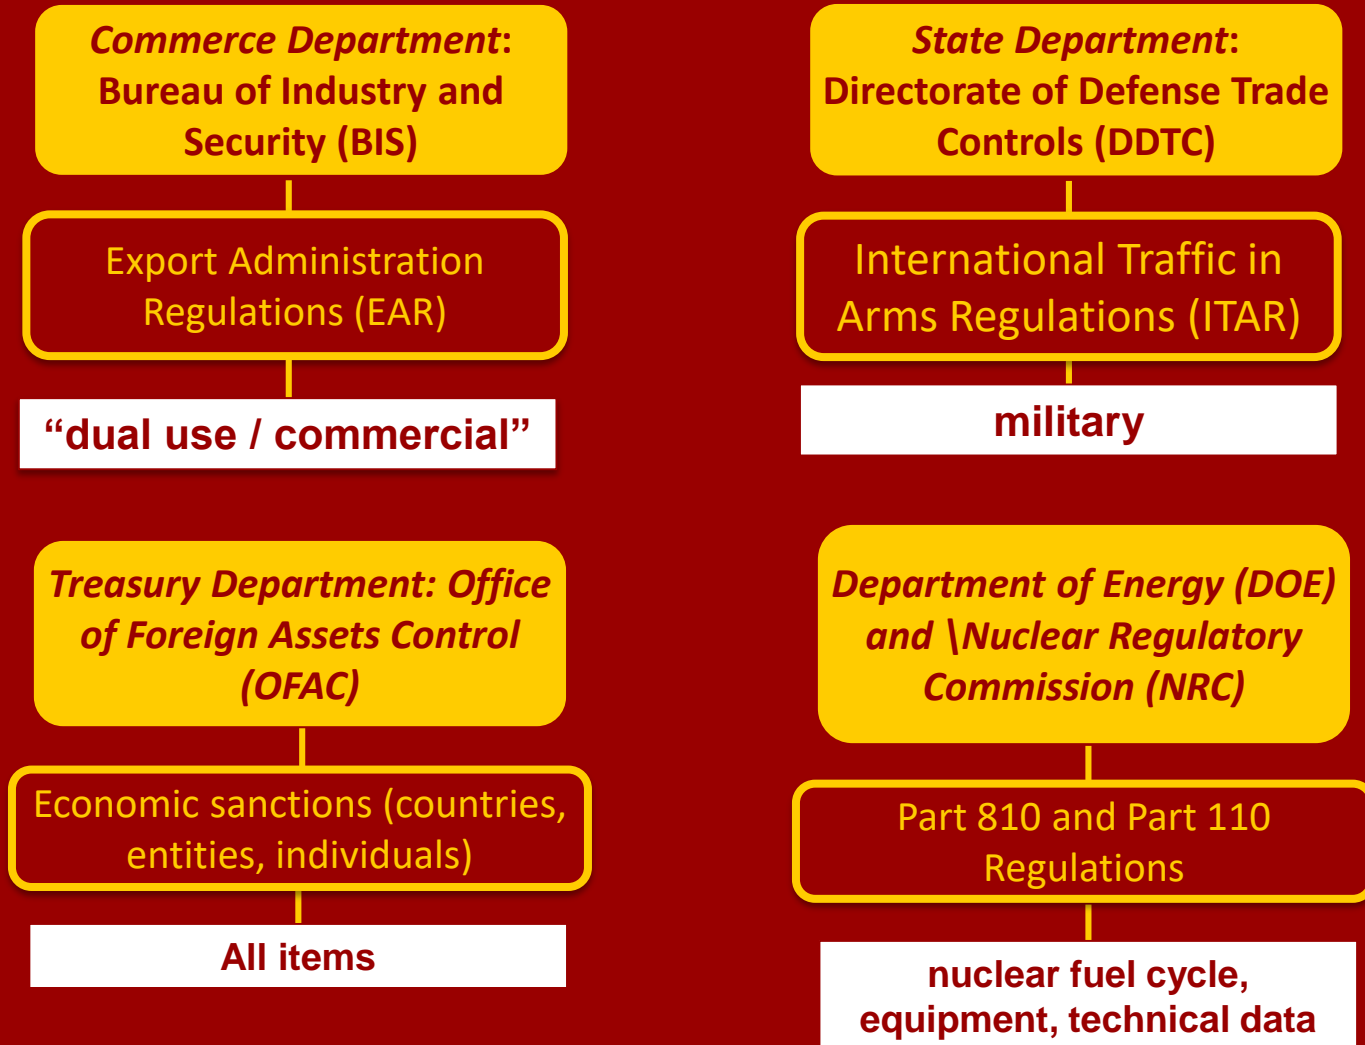 Commerce Department:
Bureau of Industry and
Security (BIS)
Export Administration
Regulations (EAR)
“dual use / commercial”
State Department:
Directorate of Defense Trade
Controls (DDTC)
International Traffic in
Arms Regulations (ITAR)
military
Treasury Department: Office
of Foreign Assets Control
(OFAC)
Economic sanctions (countries,
entities, individuals)
All items
Department of Energy (DOE)
and \Nuclear Regulatory
Commission (NRC)
Part 810 and Part 110
Regulations
nuclear fuel cycle,
equipment, technical data